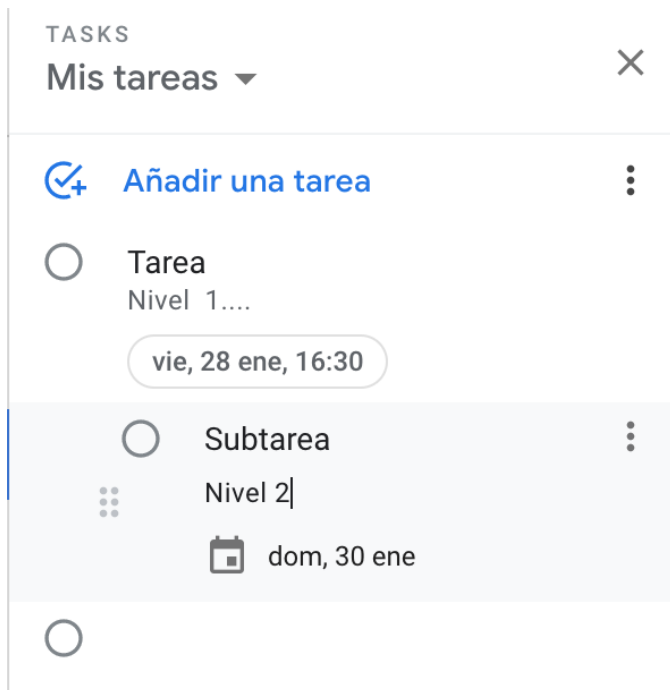 TASKS
Mis tareas
Añadir una tarea
Tarea
Nivel  1....
vie, 28 ene, 16:30
Subtarea
Nivel 2
dom, 30 ene